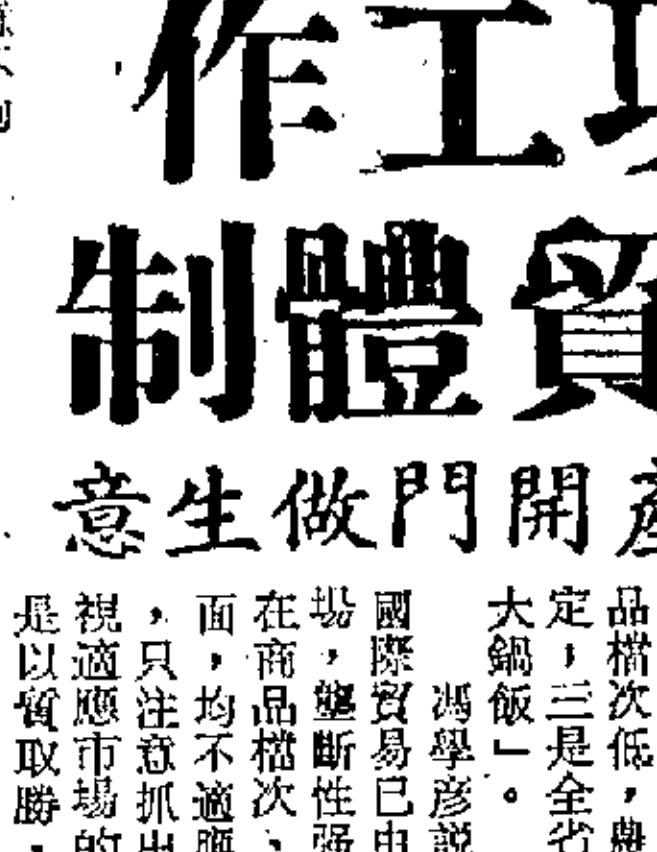 工作
貿體制
產開門做生意
品檔次低，農
定，三是全省
大鍋飯」。
馮學彥説
國際貿易已由
場，壟斷性强
在商品檔次、
面，均不適應
，只注意抓出
視適應市場的
是以質取勝，